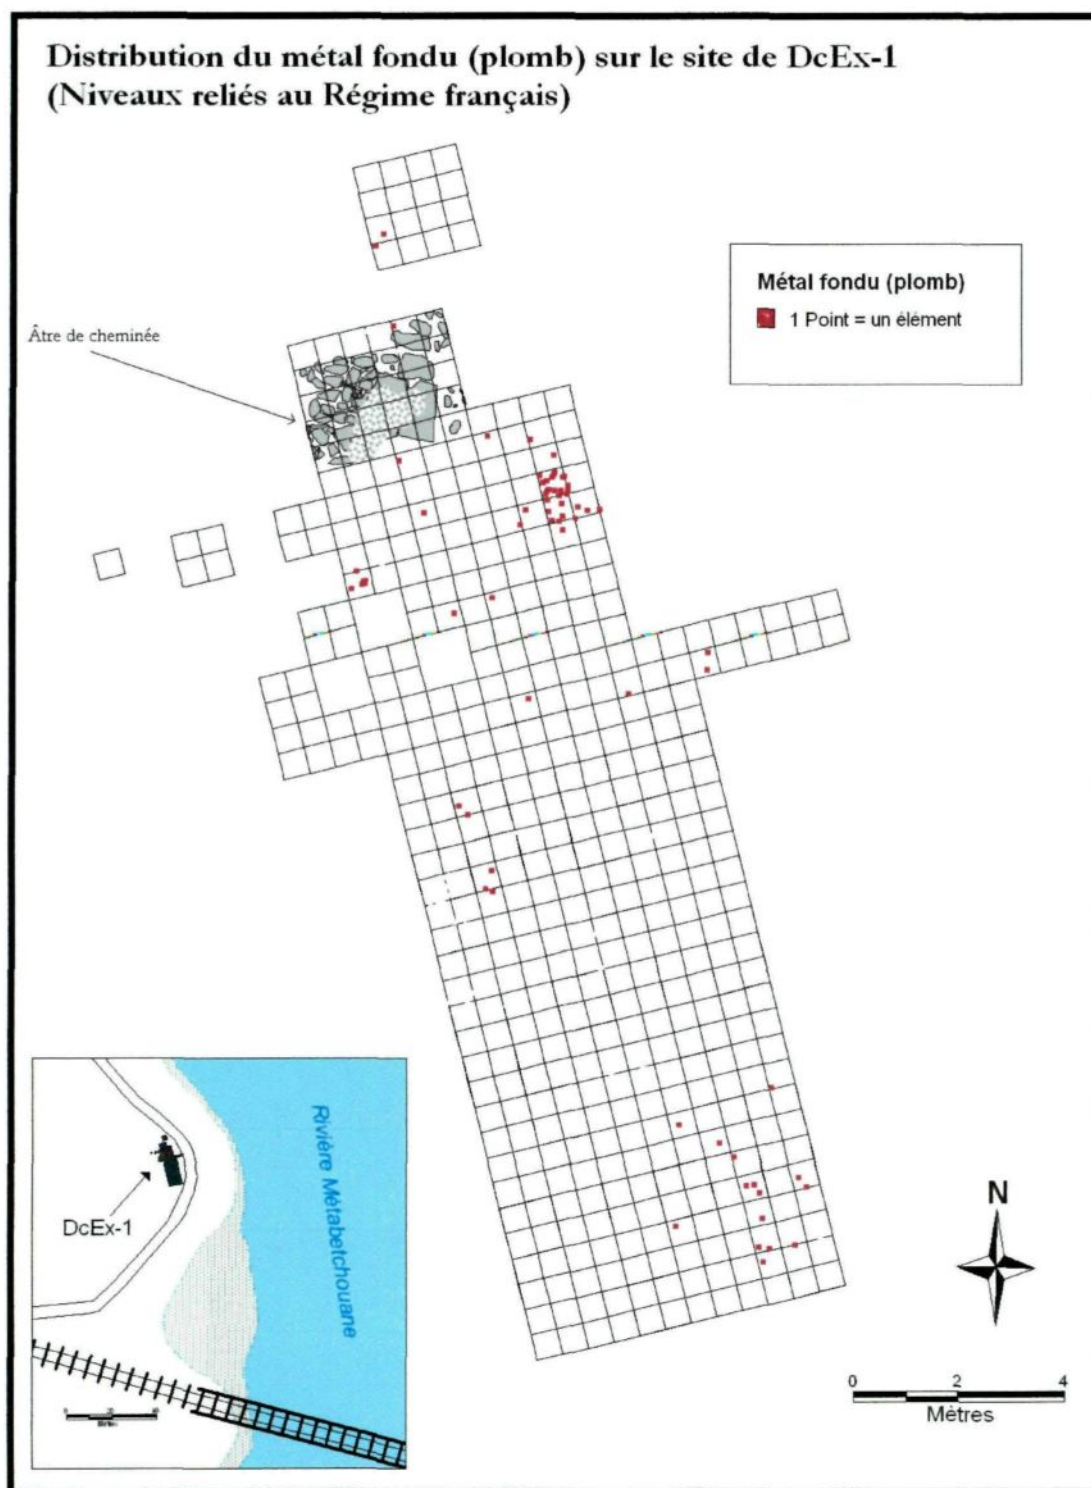 Distribution du métal fondu (plomb) sur le site de DcEx-1
(Niveaux reliés au Régime français)
Âtre de cheminée
Métal fondu (plomb)
1 Point = un élément
Rivière Métabetchouane
DcEx-1
N
0 2 4
Mètres